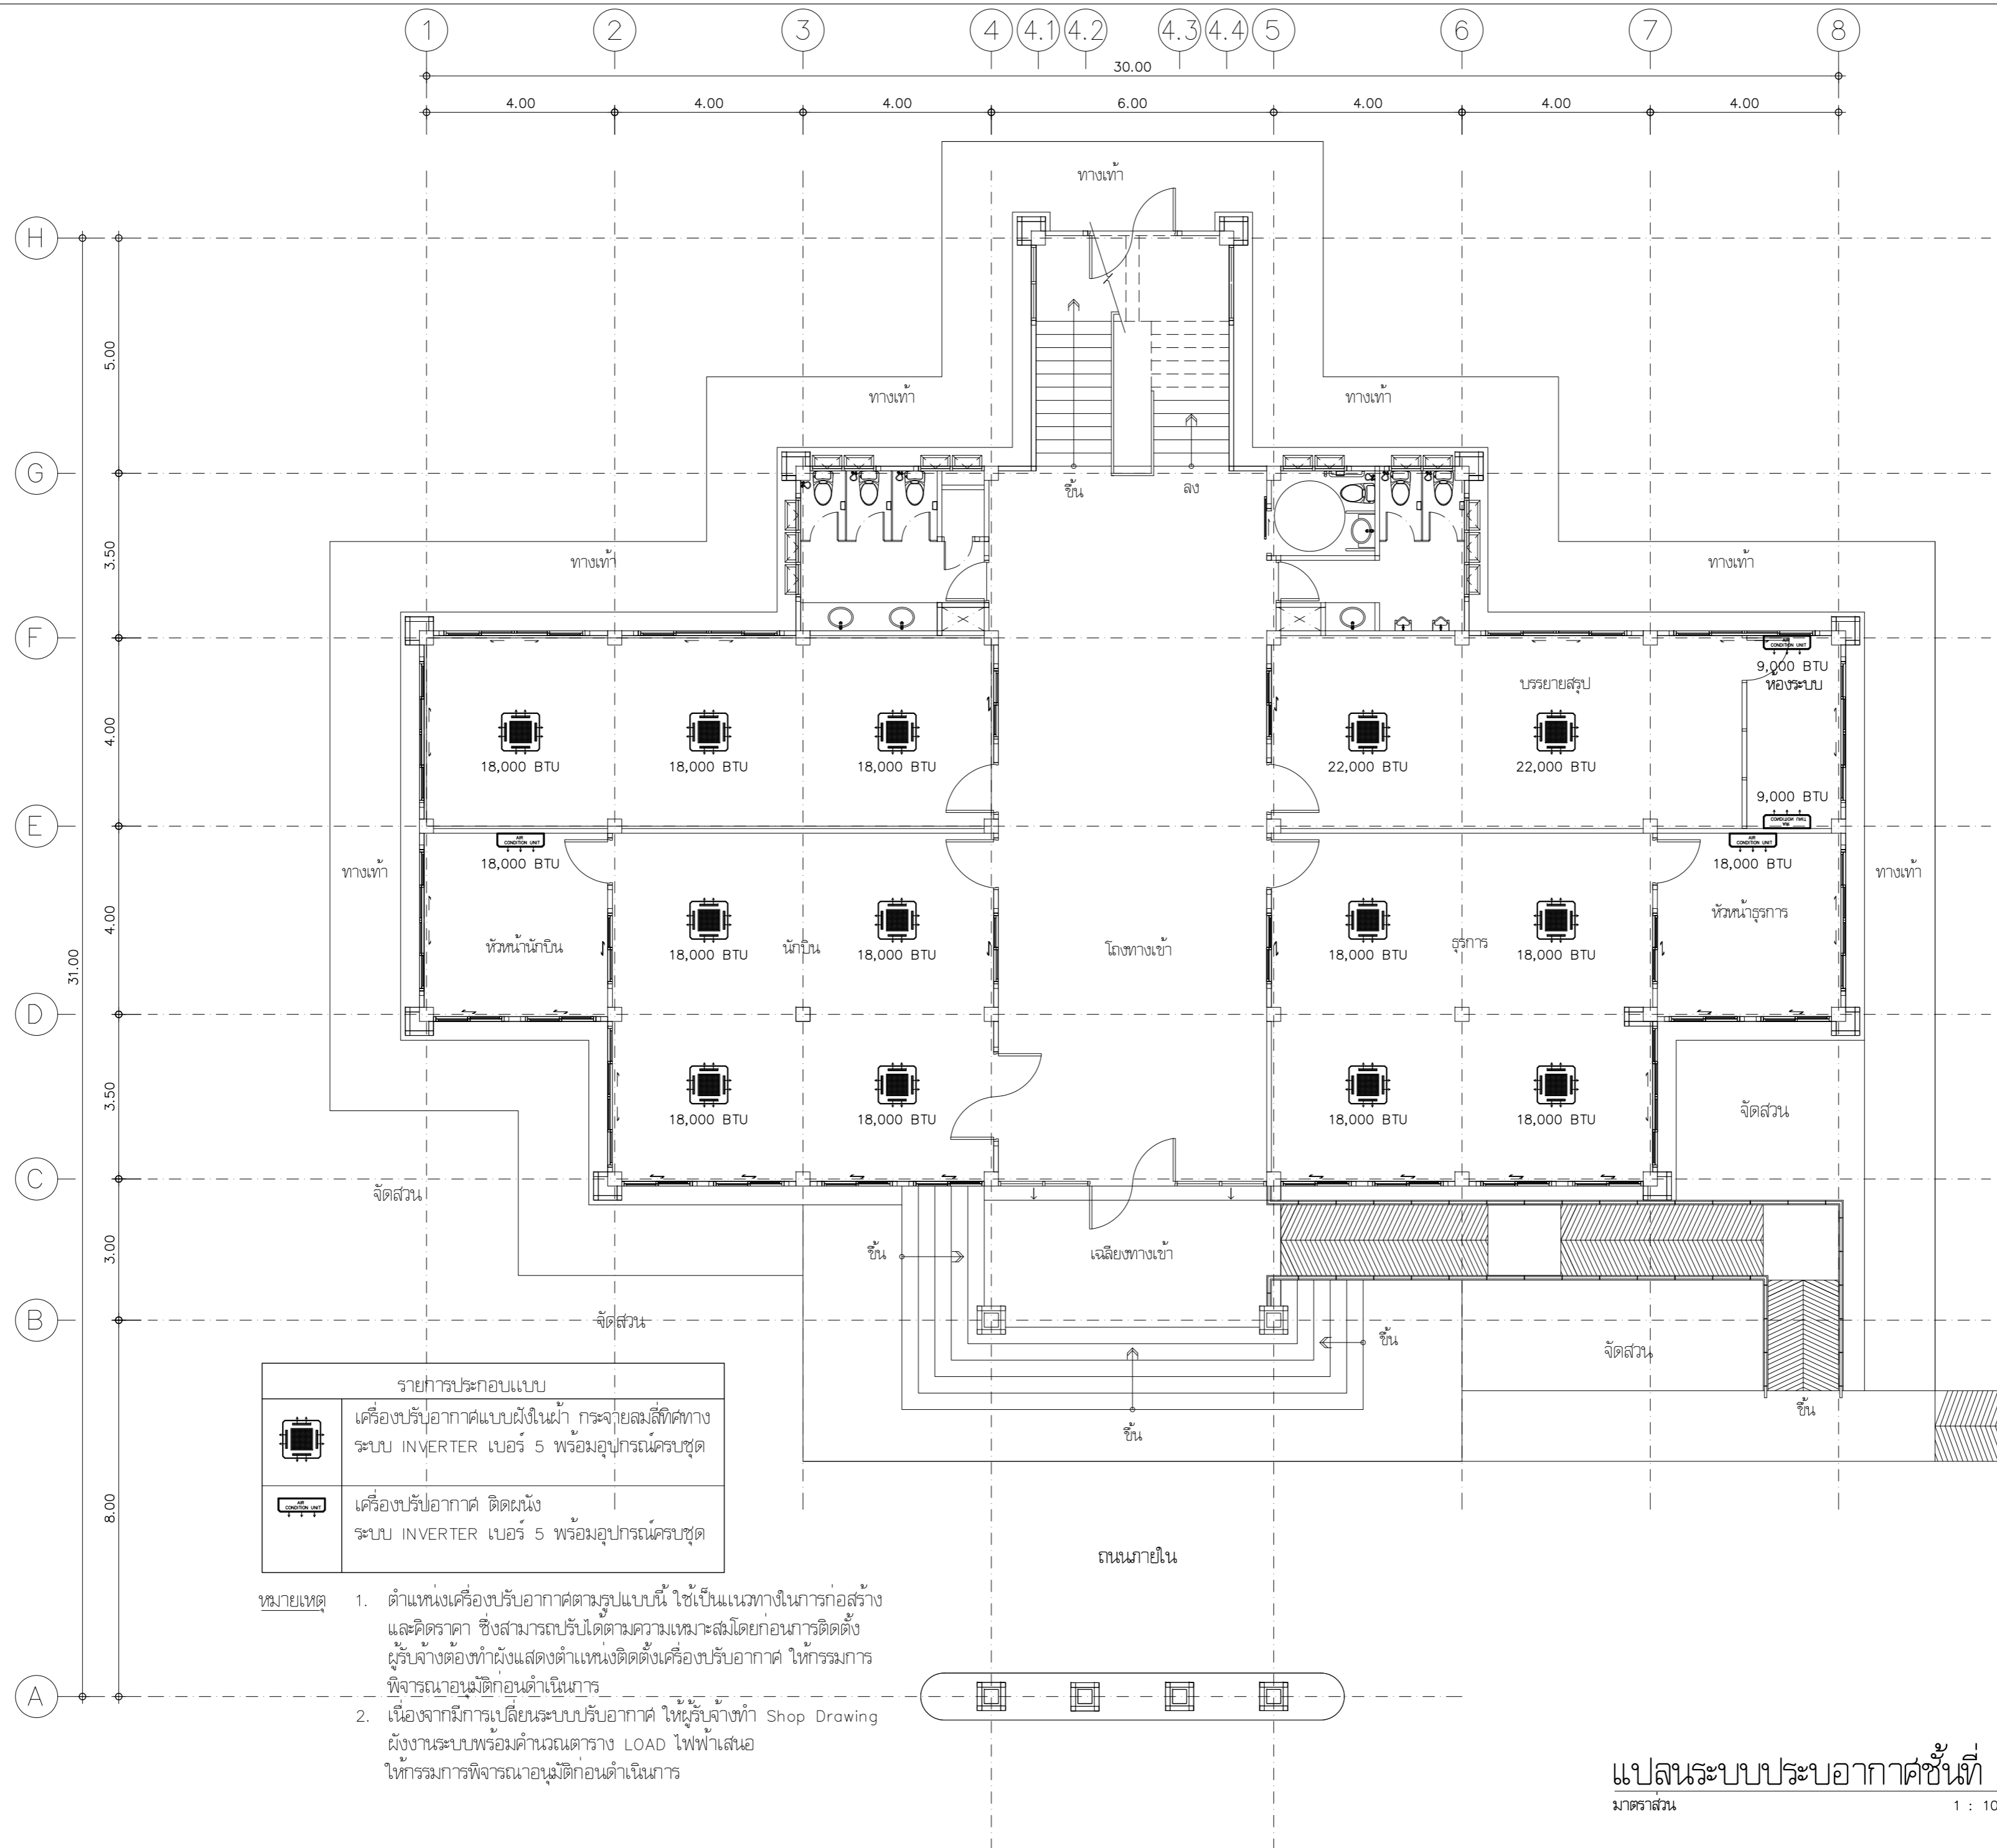 1 2 3 4 4.1 4.2 4.3 4.4 5 6 7 8
30.00
4.00 4.00 4.00 6.00 4.00 4.00 4.00
ทางเท้า
H
5.00
ทางเท้า ทางเท้า
G
ขึ้น ลง
3.50
ทางเท้า ทางเท้า
F
AIR
CONDITION UNIT
9,000 BTU
ห้องระบบ
บรรยายสรุป
4.00
18,000 BTU 18,000 BTU 18,000 BTU 22,000 BTU 22,000 BTU
9,000 BTU
E
AIR
CONDITION UNIT
AIR
CONDITION UNIT
AIR
CONDITION UNIT
18,000 BTU 18,000 BTU
ทางเท้า ทางเท้า
4.00
หัวหน้าธุรการ
หัวหน้านักบิน นักบิน โถงทางเข้า ธุรการ
18,000 BTU 18,000 BTU 18,000 BTU 18,000 BTU
31.00
D
3.50
จัดสวน
18,000 BTU 18,000 BTU 18,000 BTU 18,000 BTU
C
จัดสวน
3.00
ขึ้น เฉลียงทางเข้า
B
จัดสวน
ขึ้น
จัดสวน
ขึ้น
ขึ้น
รายการประกอบแบบ
เครื่องปรับอากาศแบบฝังในฝ้า กระจายลมสี่ทิศทาง
ระบบ INVERTER เบอร์ 5 พร้อมอุปกรณ์ครบชุด
AIR
CONDITION UNIT
เครื่องปรับอากาศ ติดผนัง
ระบบ INVERTER เบอร์ 5 พร้อมอุปกรณ์ครบชุด
8.00
ถนนภายใน
หมายเหตุ 1. ตำแหน่งเครื่องปรับอากาศตามรูปแบบนี้ ใช้เป็นแนวทางในการก่อสร้าง
และคิดราคา ซึ่งสามารถปรับได้ตามความเหมาะสมโดยก่อนการติดตั้ง
ผู้รับจ้างต้องทำผังแสดงตำแหน่งติดตั้งเครื่องปรับอากาศ ให้กรรมการ
พิจารณาอนุมัติก่อนดำเนินการ
A
2. เนื่องจากมีการเปลี่ยนระบบปรับอากาศ ให้ผู้รับจ้างทำ Shop Drawing
ผังงานระบบพร้อมคำนวณตาราง LOAD ไฟฟ้าเสนอ
ให้กรรมการพิจารณาอนุมัติก่อนดำเนินการ
แปลนระบบประบอากาศชั้นที่
มาตราส่วน 1 : 10